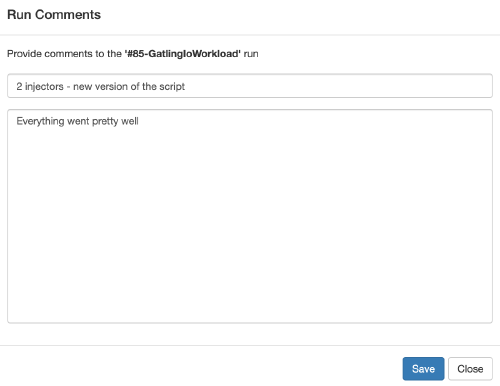 Run Comments
Provide comments to the '#85-GatlingIoWorkload' run
2 injectors - new version of the script
Everything went pretty well
Save Close